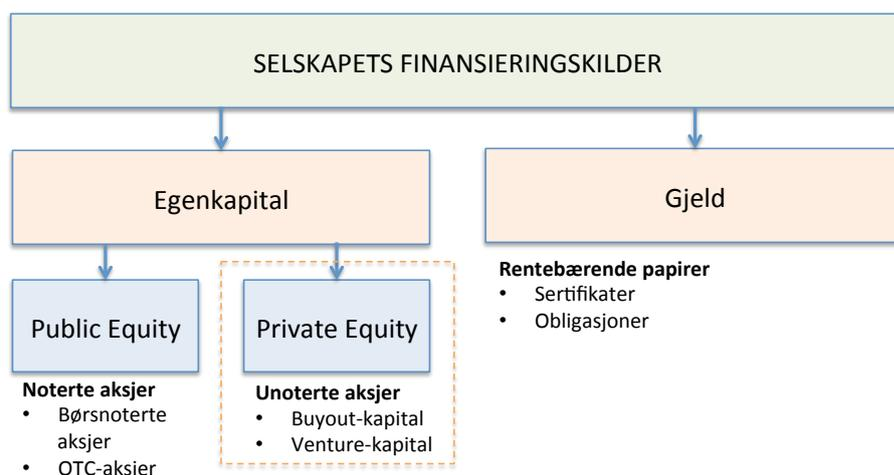 SELSKAPETS FINANSIERINGSKILDER
Egenkapital
Gjeld
Public Equity
Private Equity
Noterte aksjer
• Børsnoterte
aksjer
• OTC-aksjer
Unoterte aksjer
• Buyout-kapital
• Venture-kapital
Rentebærende papirer
• Sertifikater
• Obligasjoner